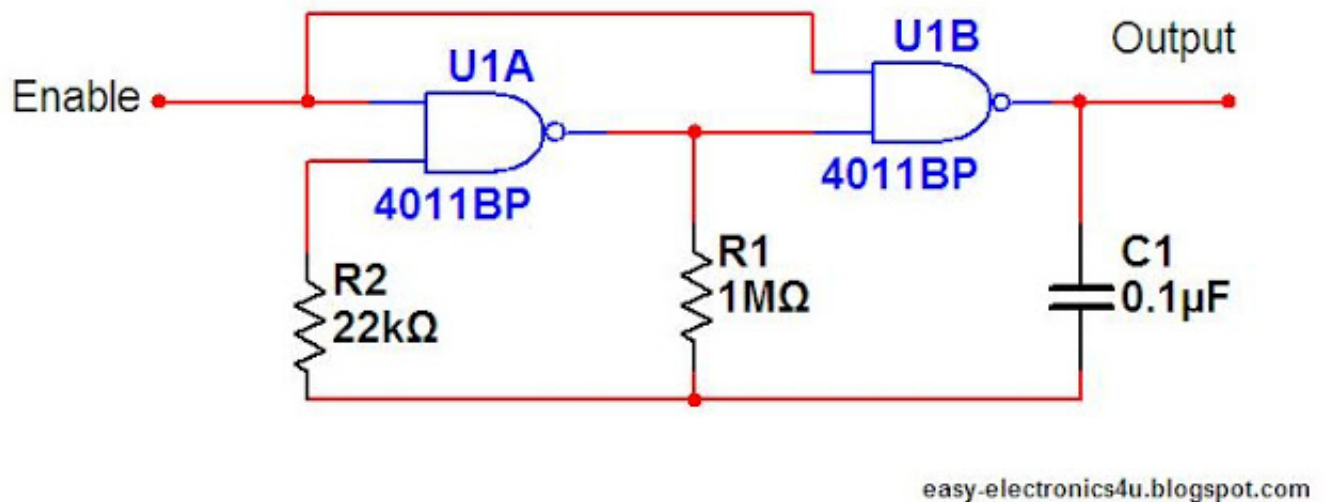 Enable
U1A
4011BP
U1B
4011BP
Output
R2
22kΩ
R1
1MΩ
C1
0.1µF
easy-electronics4u.blogspot.com